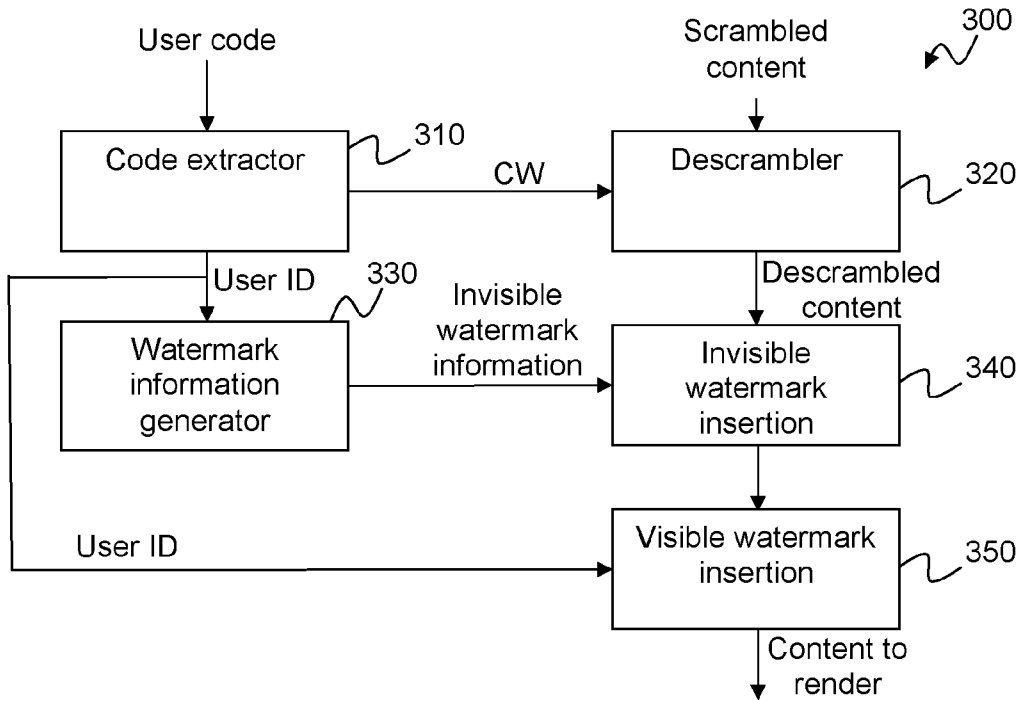 User code
Scrambled
content
300
Code extractor
310
CW
Descrambler
320
User ID
330
Descrambled
content
Invisible
watermark
information
Watermark
information
generator
Invisible
watermark
insertion
340
User ID
Visible watermark
insertion
350
Content to
render